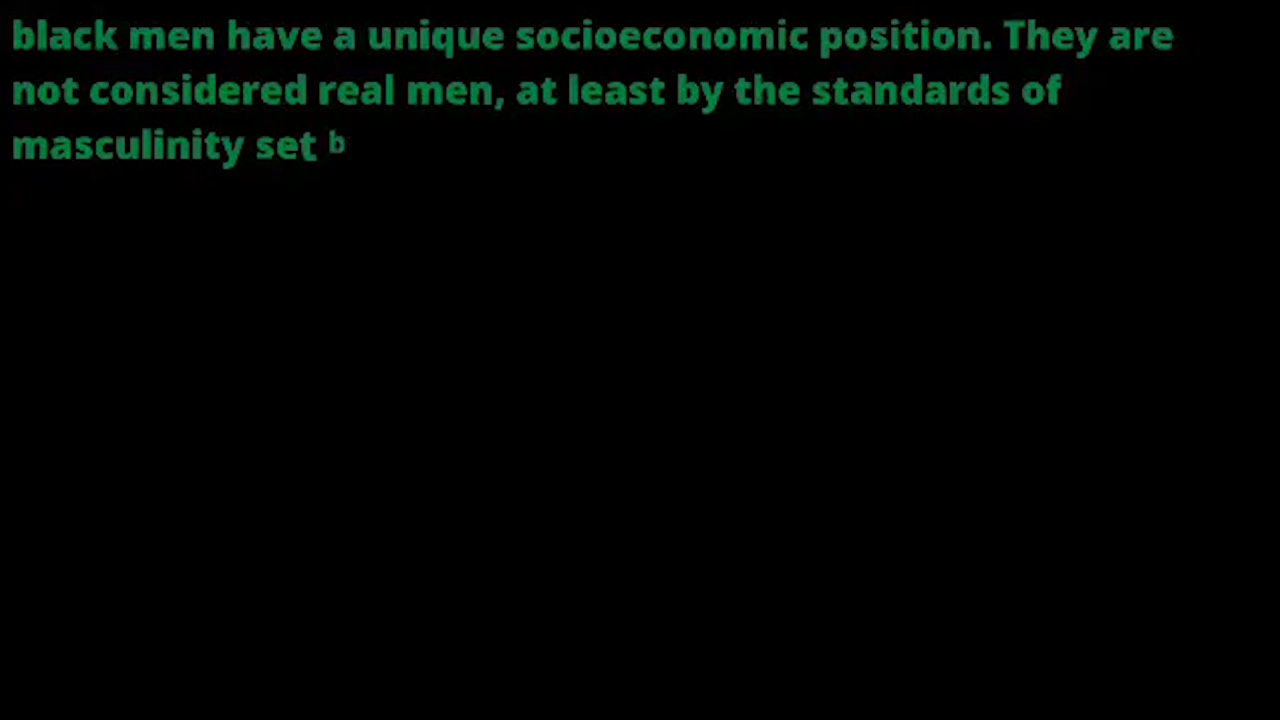 black men have a unique socioeconomic position. They are
not considered real men, at least by the standards of
masculinity set b